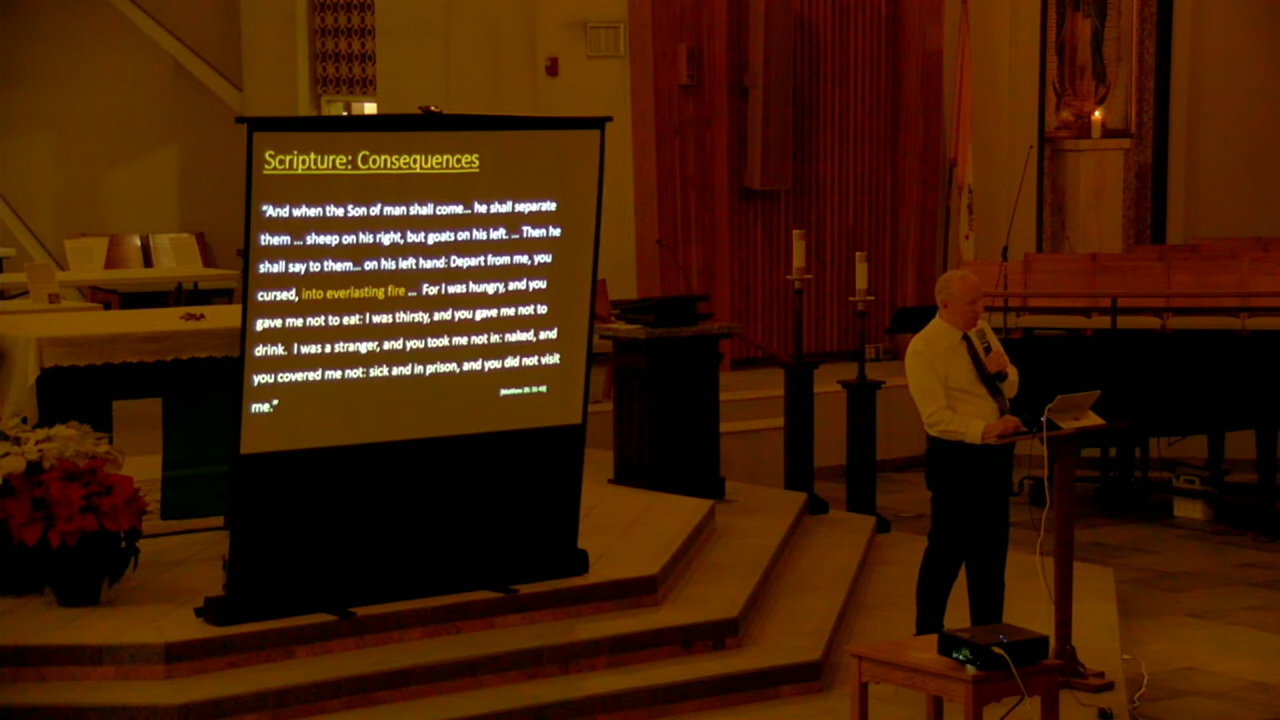 Scripture: Consequences
“And when the Son of man shall come... he shall separate
them ... sheep on his right, but goats on his left. ... Then he
shall say to them... on his left hand: Depart from me, you
cursed, into everlasting fire ... For I was hungry, and you
gave me not to eat: I was thirsty, and you gave me not to
drink. I was a stranger, and you took me not in: naked, and
you covered me not: sick and in prison, and you did not visit
me.”